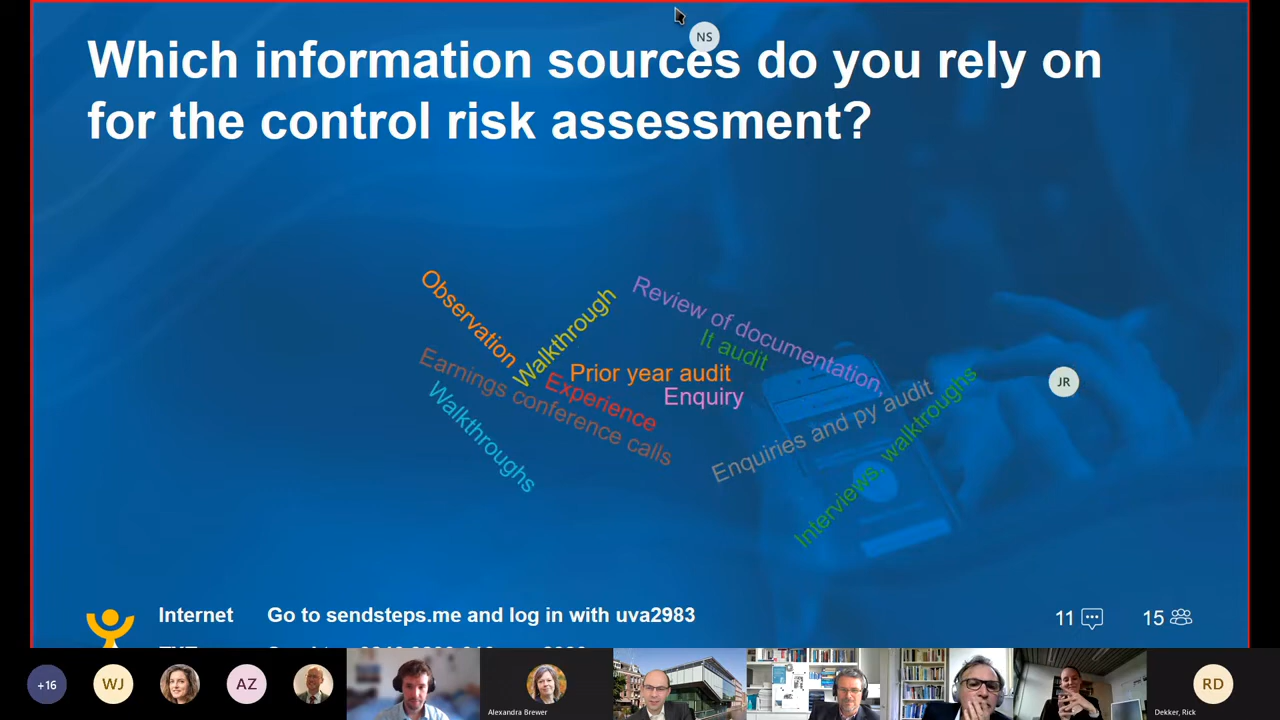 NS
Which information sources do you rely on
for the control risk assessment?
Observation
Walkthrough
Review of documentation,
It audit
Prior year audit
Experience
Enquiry
Earnings conference calls
Walkthroughs
Enquiries and py audit
Interviews, walktroughs
JR
Internet Go to sendsteps.me and log in with uva2983
11 15
+16
WJ
AZ
Alexandra Brewer
RD
Dekker, Rick